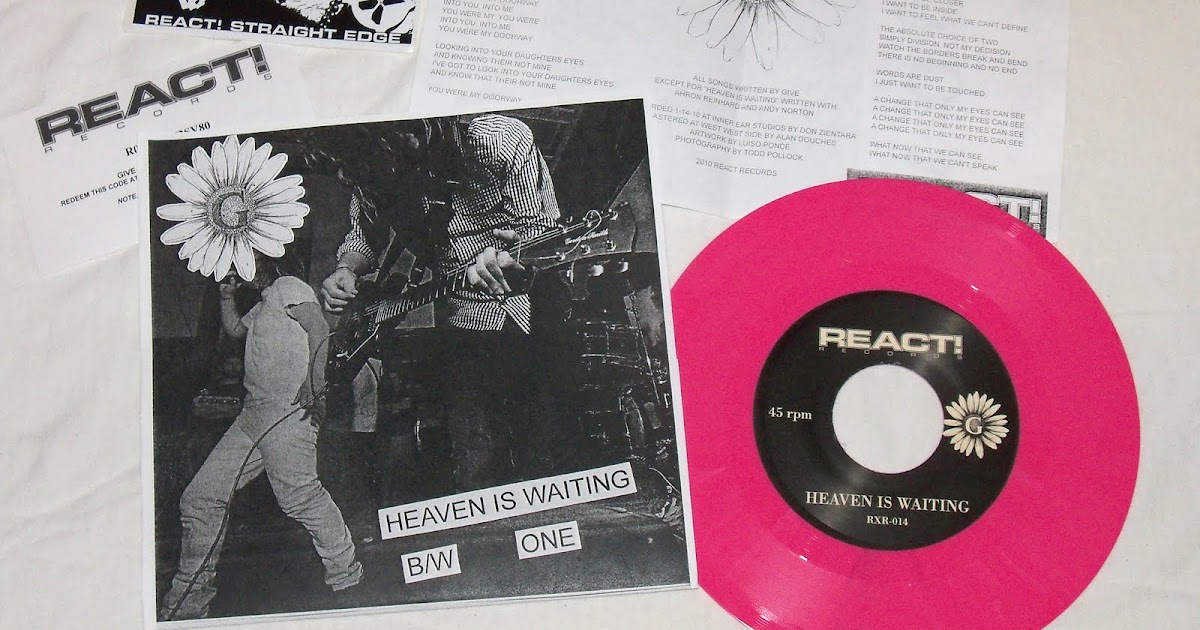 REACT! STRAIGHT EDGE
REACT!
RECORDS
GIVE
REDEEM THIS CODE AT
NOTE
DOORWAY
INTO YOU INTO ME
YOU WERE MY YOU WERE
INTO YOU INTO ME
YOU WERE MY DOORWAY
LOOKING INTO YOUR DAUGHTERS EYES
AND KNOWING THEIR NOT MINE
I'VE GOT TO LOOK INTO YOUR DAUGHTERS EYES
AND KNOW THAT THEIR NOT MINE
YOU WERE MY DOORWAY
ALL SONGS WRITTEN BY GIVE
EXCEPT FOR "HEAVEN IS WAITING" WRITTEN WITH
AHRON REINHARD AND ANDY NORTON
RDED 1-14-10 AT INNER EAR STUDIOS BY DON ZIENTARA
ASTERED AT WEST WEST SIDE BY ALAN DOUCHES
ARTWORK BY LUISO PONCE
PHOTOGRAPHY BY TODD POLLOCK
2010 REACT RECORDS
CLOSER
I WANT TO BE INSIDE
I WANT TO FEEL WHAT WE CAN'T DEFINE
THE ABSOLUTE CHOICE OF TWO
SIMPLY DIVISION, NOT MY DECISION
WATCH THE BORDERS BREAK AND BEND
THERE IS NO BEGINNING AND NO END
WORDS ARE DUST
I JUST WANT TO BE TOUCHED
A CHANGE THAT ONLY MY EYES CAN SEE
A CHANGE THAT ONLY MY EYES CAN SEE
A CHANGE THAT ONLY MY EYES CAN SEE
A CHANGE THAT ONLY MY EYES CAN SEE
WHAT NOW THAT WE CAN SEE
WHAT NOW THAT WE CAN'T SPEAK
G
HEAVEN IS WAITING
B/W ONE
REACT!
RECORDS
45 rpm
G
HEAVEN IS WAITING
RXR-014